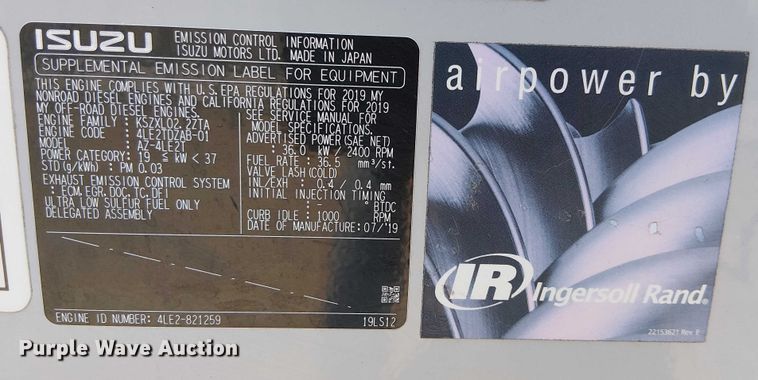 ISUZU
EMISSION CONTROL INFORMATION
ISUZU MOTORS LTD. MADE IN JAPAN
SUPPLEMENTAL EMISSION LABEL FOR EQUIPMENT
THIS ENGINE COMPLIES WITH U.S.EPA REGULATIONS FOR 2019 MY
NONROAD DIESEL ENGINES AND CALIFORNIA REGULATIONS FOR 2019
MY OFF-ROAD DIESEL ENGINES.
ENGINE FAMILY : KSZXL02.2ZTA
ENGINE CODE : 4LE2TDZAB-01
MODEL : AZ-4LE2T
POWER CATEGORY: 19 ≤ kW < 37
STD (g/kWh) : PM 0.03
EXHAUST EMISSION CONTROL SYSTEM
: ECM,EGR,DOC,TC,DFI
ULTRA LOW SULFUR FUEL ONLY
DELEGATED ASSEMBLY
SEE SERVICE MANUAL FOR
MODEL SPECIFICATIONS.
ADVERTISED POWER (SAE NET)
: 36.0 kW / 2400 RPM
FUEL RATE : 36.5 mm³/st.
VALVE LASH (COLD)
INL/EXH : 0.4 / 0.4 mm
INITIAL INJECTION TIMING
: - ° BTDC
CURB IDLE : 1000 RPM
DATE OF MANUFACTURE: 07/'19
ENGINE ID NUMBER: 4LE2-821259
19LS12
airpower by
IR Ingersoll Rand®
22153621 Rev. E
Purple Wave Auction